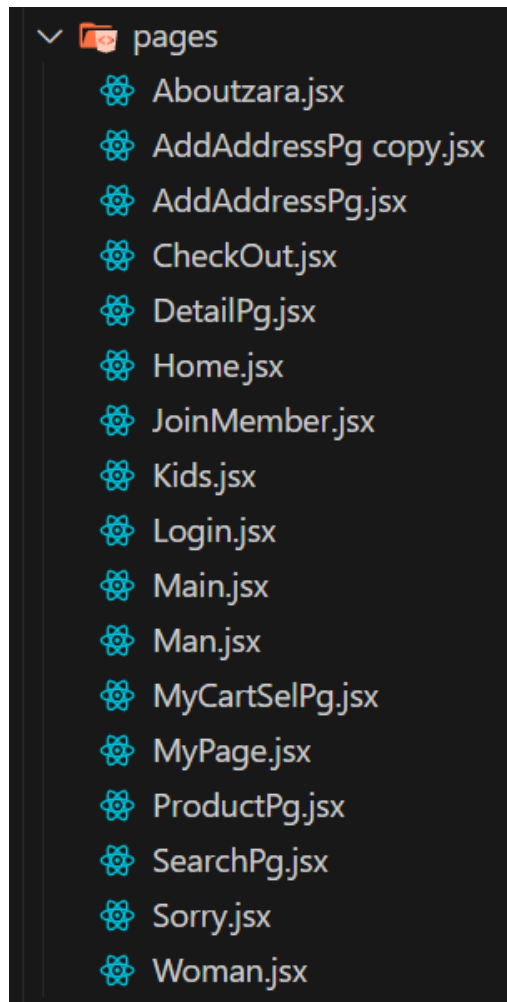 pages
Aboutzara.jsx
AddAddressPg copy.jsx
AddAddressPg.jsx
CheckOut.jsx
DetailPg.jsx
Home.jsx
JoinMember.jsx
Kids.jsx
Login.jsx
Main.jsx
Man.jsx
MyCartSelPg.jsx
MyPage.jsx
ProductPg.jsx
SearchPg.jsx
Sorry.jsx
Woman.jsx